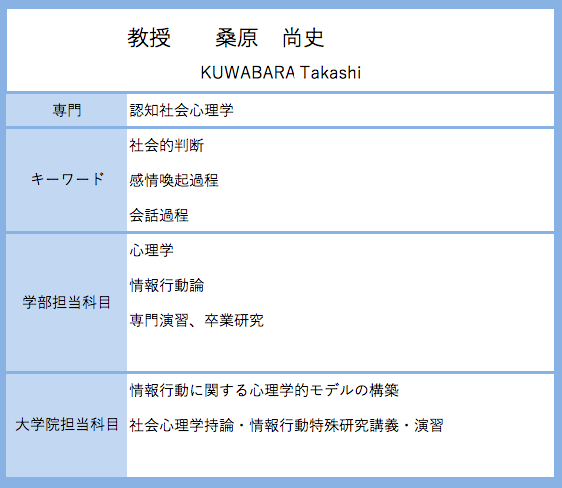 教授　　桑原　尚史
KUWABARA Takashi
専門
認知社会心理学
キーワード
社会的判断
感情喚起過程
会話過程
学部担当科目
心理学
情報行動論
専門演習、卒業研究
大学院担当科目
情報行動に関する心理学的モデルの構築
社会心理学持論・情報行動特殊研究講義・演習